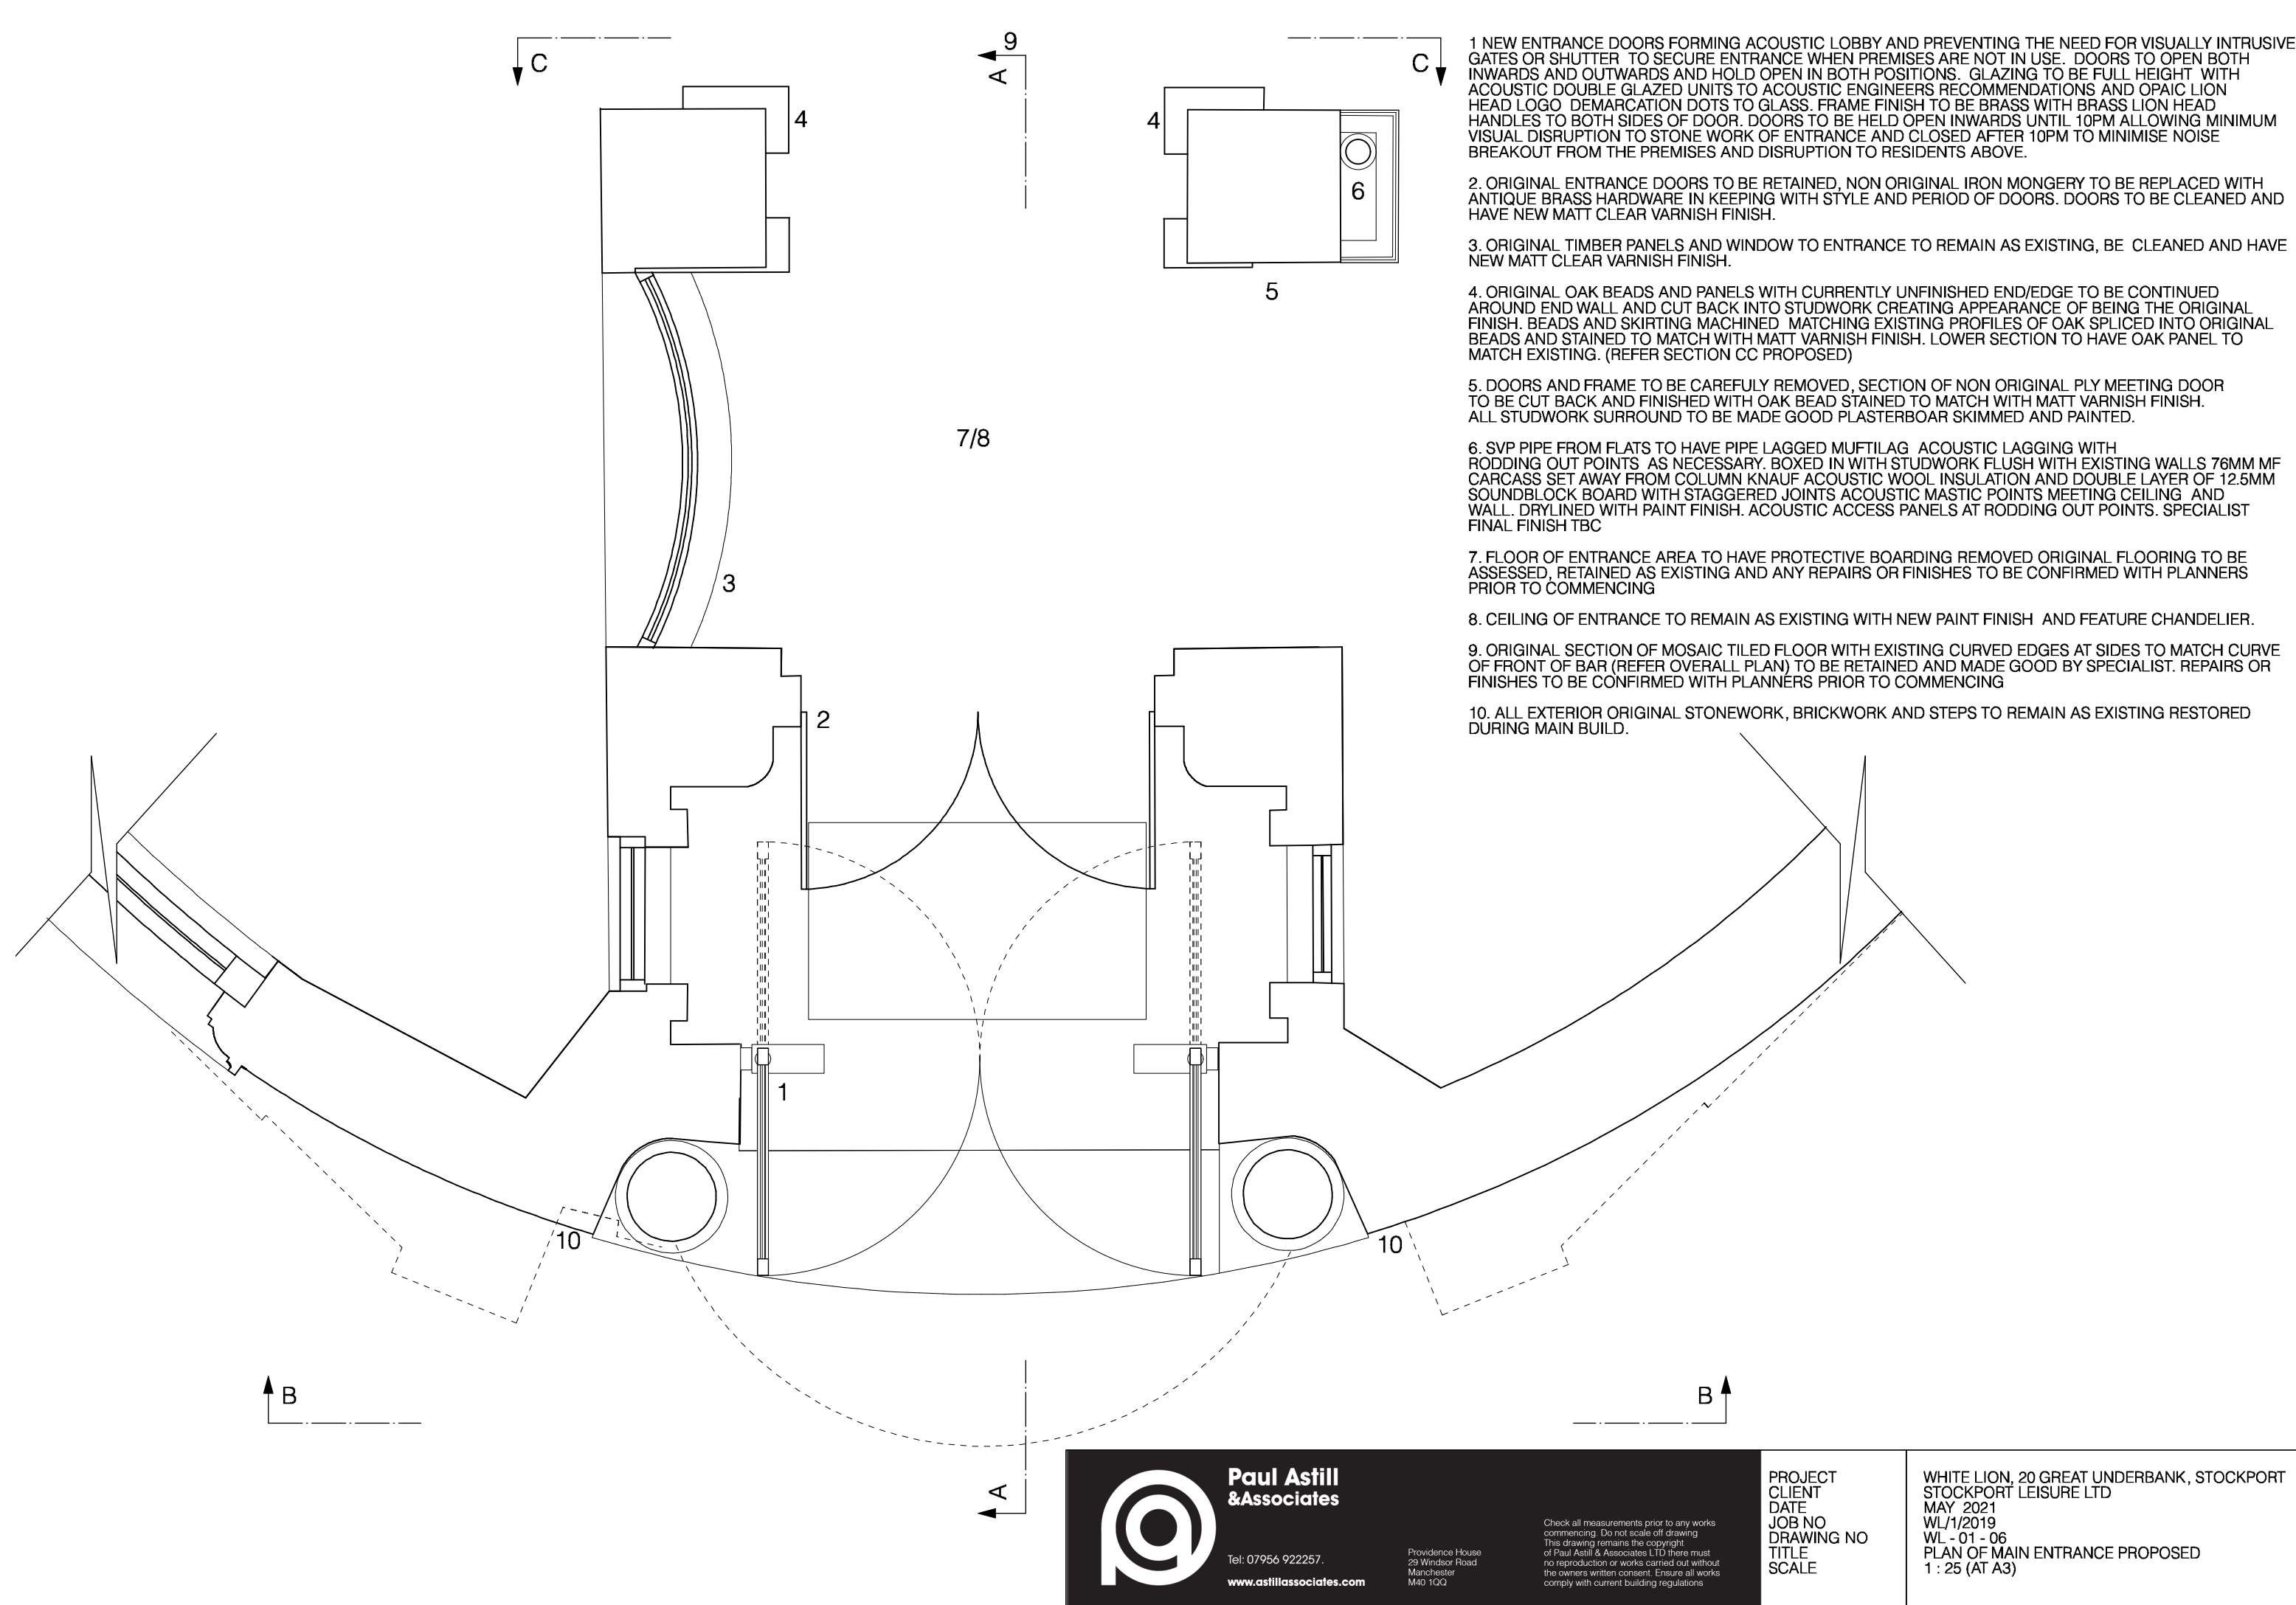 C
9
A
C
4
4
6
5
7/8
3
2
1
10
10
B
B
A
1 NEW ENTRANCE DOORS FORMING ACOUSTIC LOBBY AND PREVENTING THE NEED FOR VISUALLY INTRUSIVE
GATES OR SHUTTER TO SECURE ENTRANCE WHEN PREMISES ARE NOT IN USE. DOORS TO OPEN BOTH
INWARDS AND OUTWARDS AND HOLD OPEN IN BOTH POSITIONS. GLAZING TO BE FULL HEIGHT WITH
ACOUSTIC DOUBLE GLAZED UNITS TO ACOUSTIC ENGINEERS RECOMMENDATIONS AND OPAIC LION
HEAD LOGO DEMARCATION DOTS TO GLASS. FRAME FINISH TO BE BRASS WITH BRASS LION HEAD
HANDLES TO BOTH SIDES OF DOOR. DOORS TO BE HELD OPEN INWARDS UNTIL 10PM ALLOWING MINIMUM
VISUAL DISRUPTION TO STONE WORK OF ENTRANCE AND CLOSED AFTER 10PM TO MINIMISE NOISE
BREAKOUT FROM THE PREMISES AND DISRUPTION TO RESIDENTS ABOVE.
2. ORIGINAL ENTRANCE DOORS TO BE RETAINED, NON ORIGINAL IRON MONGERY TO BE REPLACED WITH
ANTIQUE BRASS HARDWARE IN KEEPING WITH STYLE AND PERIOD OF DOORS. DOORS TO BE CLEANED AND
HAVE NEW MATT CLEAR VARNISH FINISH.
3. ORIGINAL TIMBER PANELS AND WINDOW TO ENTRANCE TO REMAIN AS EXISTING, BE CLEANED AND HAVE
NEW MATT CLEAR VARNISH FINISH.
4. ORIGINAL OAK BEADS AND PANELS WITH CURRENTLY UNFINISHED END/EDGE TO BE CONTINUED
AROUND END WALL AND CUT BACK INTO STUDWORK CREATING APPEARANCE OF BEING THE ORIGINAL
FINISH. BEADS AND SKIRTING MACHINED MATCHING EXISTING PROFILES OF OAK SPLICED INTO ORIGINAL
BEADS AND STAINED TO MATCH WITH MATT VARNISH FINISH. LOWER SECTION TO HAVE OAK PANEL TO
MATCH EXISTING. (REFER SECTION CC PROPOSED)
5. DOORS AND FRAME TO BE CAREFULY REMOVED, SECTION OF NON ORIGINAL PLY MEETING DOOR
TO BE CUT BACK AND FINISHED WITH OAK BEAD STAINED TO MATCH WITH MATT VARNISH FINISH.
ALL STUDWORK SURROUND TO BE MADE GOOD PLASTERBOAR SKIMMED AND PAINTED.
6. SVP PIPE FROM FLATS TO HAVE PIPE LAGGED MUFTILAG ACOUSTIC LAGGING WITH
RODDING OUT POINTS AS NECESSARY. BOXED IN WITH STUDWORK FLUSH WITH EXISTING WALLS 76MM MF
CARCASS SET AWAY FROM COLUMN KNAUF ACOUSTIC WOOL INSULATION AND DOUBLE LAYER OF 12.5MM
SOUNDBLOCK BOARD WITH STAGGERED JOINTS ACOUSTIC MASTIC POINTS MEETING CEILING AND
WALL. DRYLINED WITH PAINT FINISH. ACOUSTIC ACCESS PANELS AT RODDING OUT POINTS. SPECIALIST
FINAL FINISH TBC
7. FLOOR OF ENTRANCE AREA TO HAVE PROTECTIVE BOARDING REMOVED ORIGINAL FLOORING TO BE
ASSESSED, RETAINED AS EXISTING AND ANY REPAIRS OR FINISHES TO BE CONFIRMED WITH PLANNERS
PRIOR TO COMMENCING
8. CEILING OF ENTRANCE TO REMAIN AS EXISTING WITH NEW PAINT FINISH AND FEATURE CHANDELIER.
9. ORIGINAL SECTION OF MOSAIC TILED FLOOR WITH EXISTING CURVED EDGES AT SIDES TO MATCH CURVE
OF FRONT OF BAR (REFER OVERALL PLAN) TO BE RETAINED AND MADE GOOD BY SPECIALIST. REPAIRS OR
FINISHES TO BE CONFIRMED WITH PLANNERS PRIOR TO COMMENCING
10. ALL EXTERIOR ORIGINAL STONEWORK, BRICKWORK AND STEPS TO REMAIN AS EXISTING RESTORED
DURING MAIN BUILD.
Paul Astill
&Associates
Tel: 07956 922257.
www.astillassociates.com
Providence House
29 Windsor Road
Manchester
M40 1QQ
Check all measurements prior to any works
commencing. Do not scale off drawing
This drawing remains the copyright
of Paul Astill & Associates LTD there must
no reproduction or works carried out without
the owners written consent. Ensure all works
comply with current building regulations
PROJECT WHITE LION, 20 GREAT UNDERBANK, STOCKPORT
CLIENT STOCKPORT LEISURE LTD
DATE MAY 2021
JOB NO WL/1/2019
DRAWING NO WL - 01 - 06
TITLE PLAN OF MAIN ENTRANCE PROPOSED
SCALE 1 : 25 (AT A3)